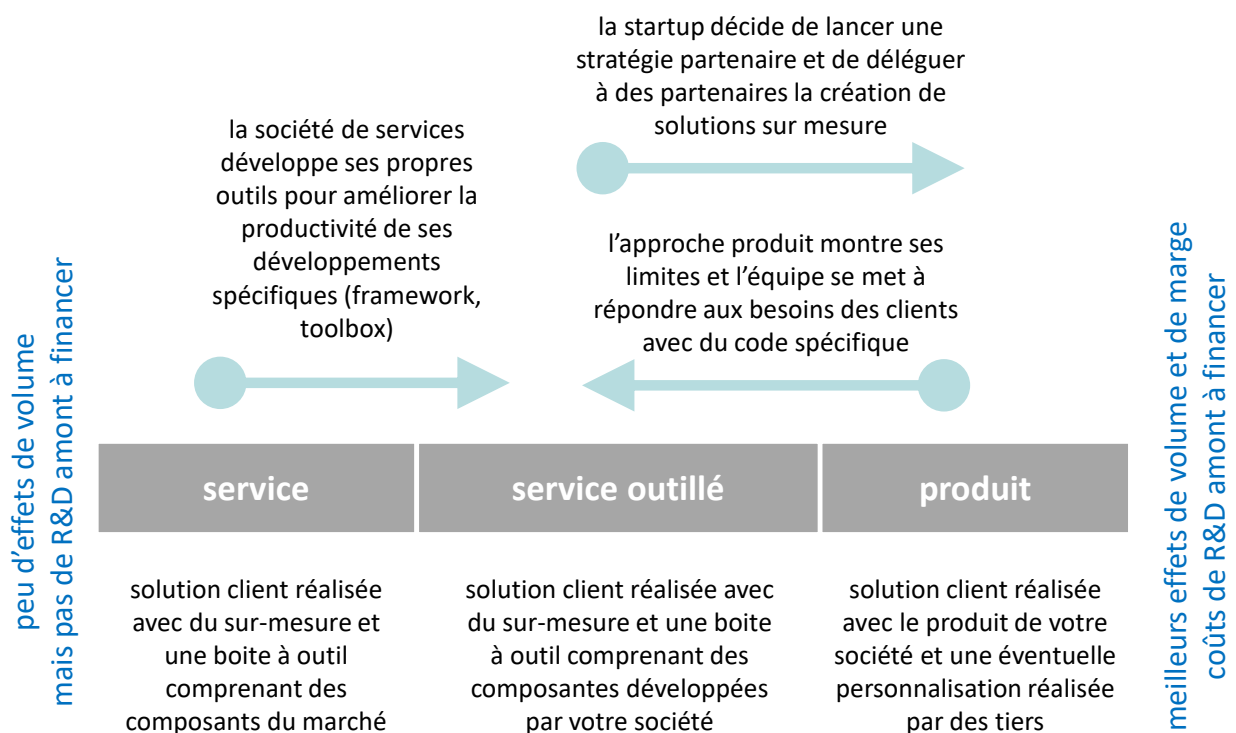 la startup décide de lancer une
stratégie partenaire et de déléguer
à des partenaires la création de
solutions sur mesure
la société de services
développe ses propres
outils pour améliorer la
productivité de ses
développements
spécifiques (framework,
toolbox)
l’approche produit montre ses
limites et l’équipe se met à
répondre aux besoins des clients
avec du code spécifique
peu d’effets de volume
mais pas de R&D amont à financer
meilleurs effets de volume et de marge
coûts de R&D amont à financer
service
service outillé
produit
solution client réalisée
avec du sur-mesure et
une boite à outil
comprenant des
composants du marché
solution client réalisée avec
du sur-mesure et une boite
à outil comprenant des
composantes développées
par votre société
solution client réalisée
avec le produit de votre
société et une éventuelle
personnalisation réalisée
par des tiers